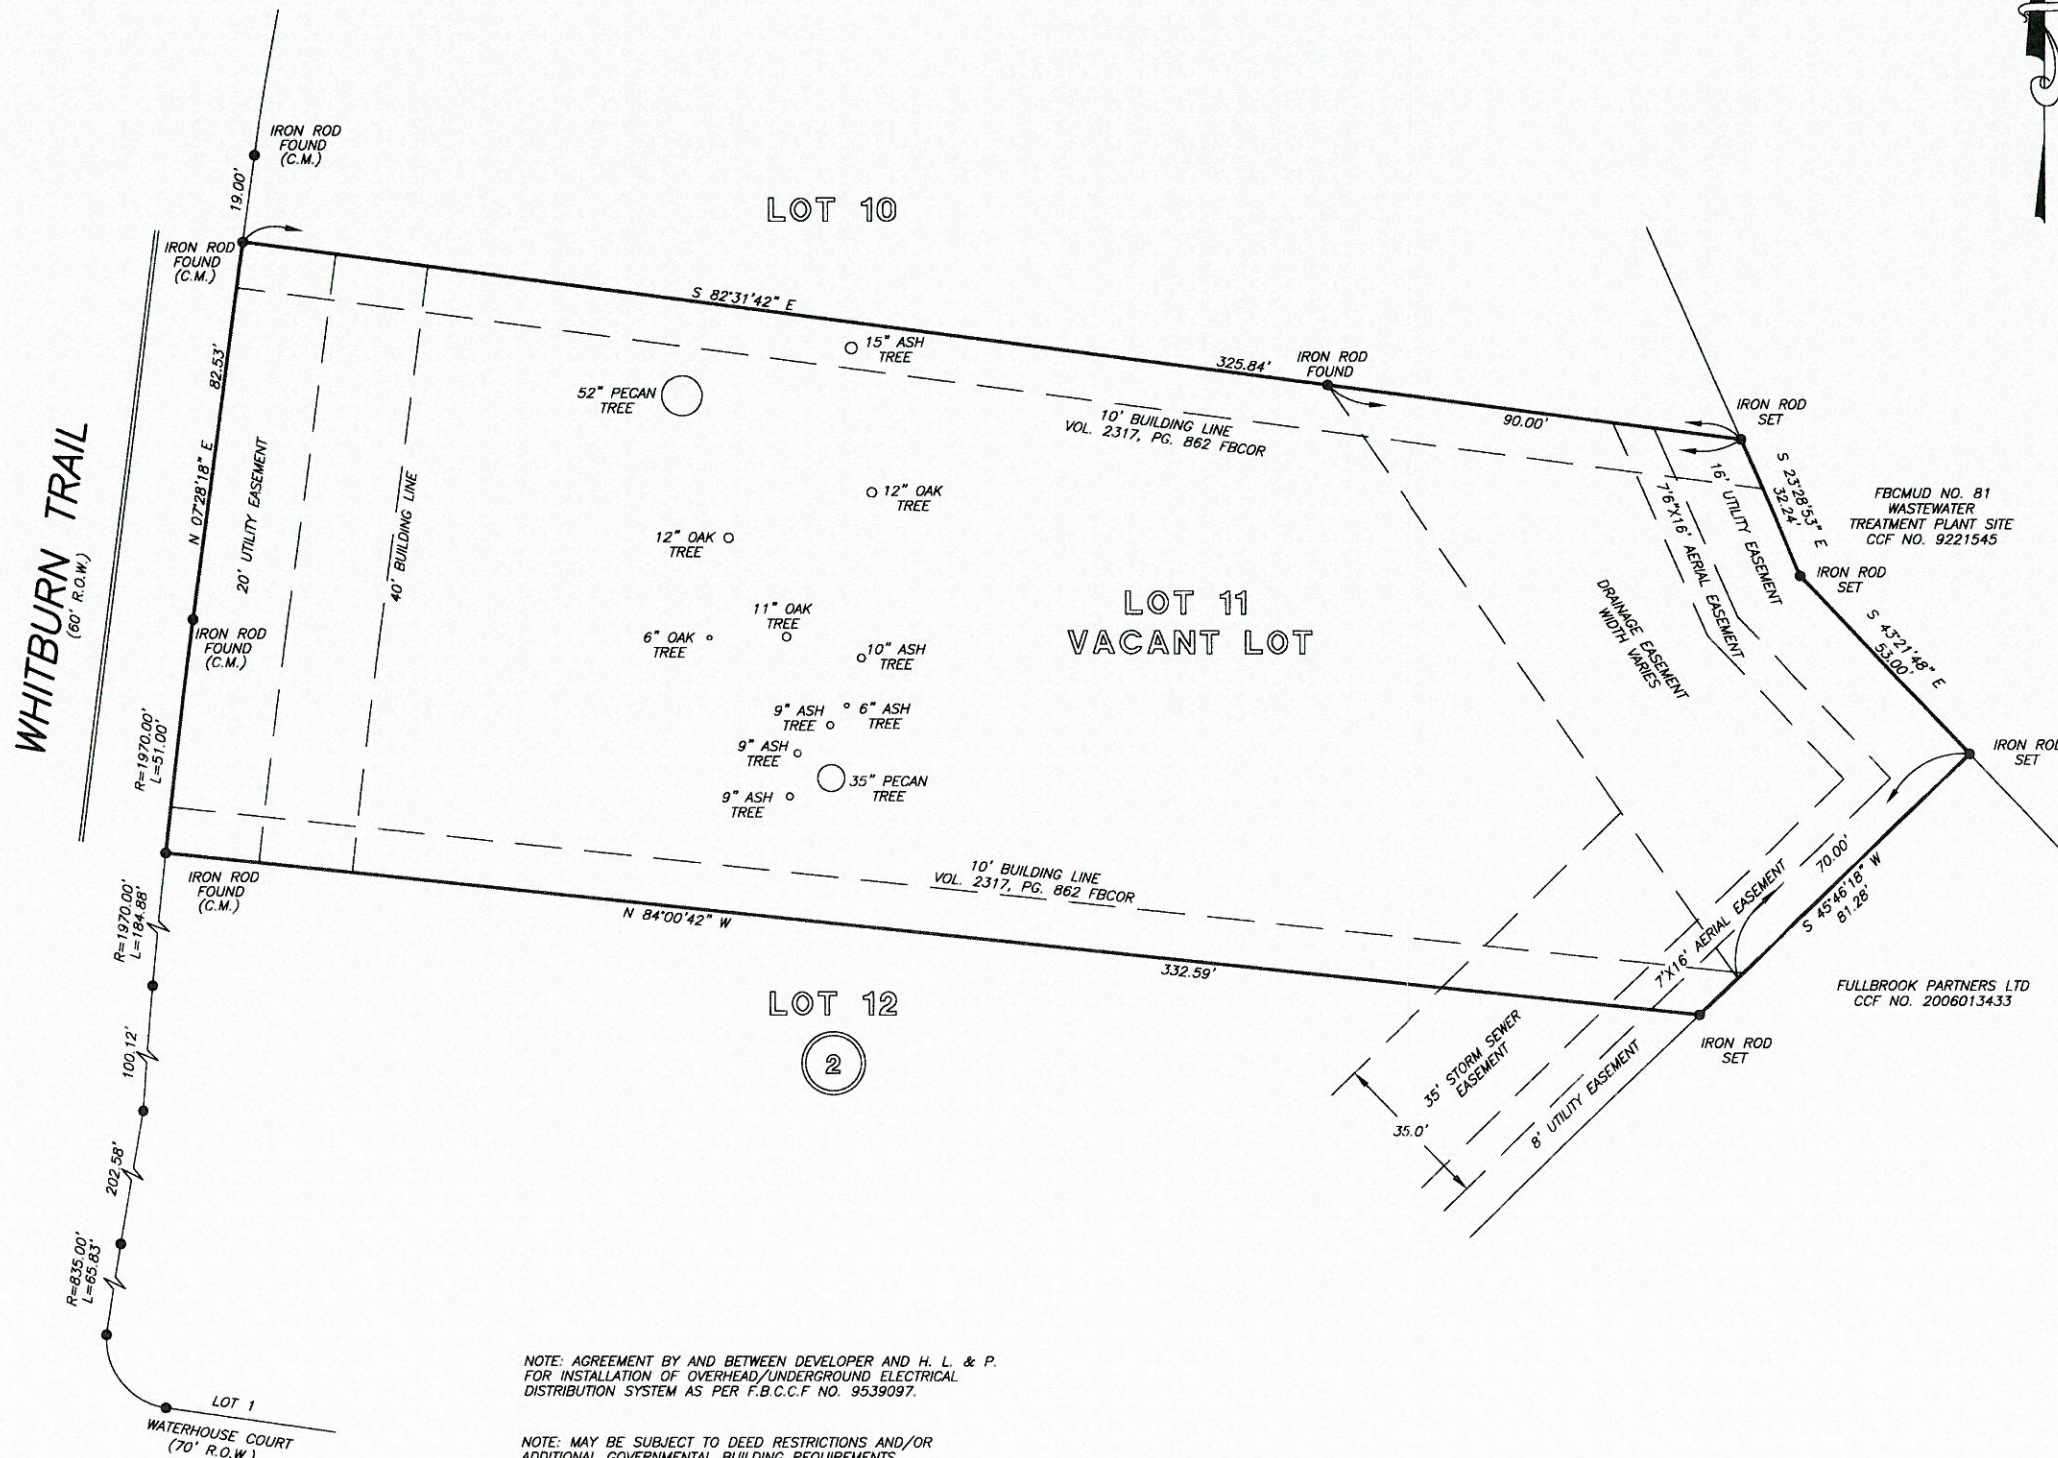 IRON ROD
FOUND
(C.M.)
19.00'
LOT 10
IRON ROD
FOUND
(C.M.)
S 82°31'42" E
325.84'
IRON ROD
FOUND
90.00'
IRON ROD
SET
15" ASH
TREE
52" PECAN
TREE
10' BUILDING LINE
VOL. 2317, PG. 862 FBCOR
82.53'
N 07°28'18" E
20' UTILITY EASEMENT
40' BUILDING LINE
WHITBURN TRAIL
(60' R.O.W.)
12" OAK
TREE
12" OAK
TREE
S 23°28'53" E
32.24'
16' UTILITY EASEMENT
7'6"X16' AERIAL EASEMENT
FBCMUD NO. 81
WASTEWATER
TREATMENT PLANT SITE
CCF NO. 9221545
IRON ROD
SET
DRAINAGE EASEMENT
WIDTH VARIES
LOT 11
VACANT LOT
11" OAK
TREE
6" OAK
TREE
10" ASH
TREE
IRON ROD
FOUND
(C.M.)
S 43°21'48" E
53.00'
9" ASH
TREE
6" ASH
TREE
9" ASH
TREE
35" PECAN
TREE
9" ASH
TREE
R=1970.00'
L=51.00'
IRON ROD
SET
10' BUILDING LINE
VOL. 2317, PG. 862 FBCOR
70.00'
S 45°46'18" W
81.28'
7'X16' AERIAL EASEMENT
IRON ROD
FOUND
(C.M.)
N 84°00'42" W
332.59'
R=1970.00'
L=184.88'
LOT 12
2
FULLBROOK PARTNERS LTD
CCF NO. 2006013433
IRON ROD
SET
35' STORM SEWER
EASEMENT
35.0'
8' UTILITY EASEMENT
100.12'
202.58'
R=835.00'
L=65.83'
LOT 1
WATERHOUSE COURT
(70' R.O.W.)
NOTE: AGREEMENT BY AND BETWEEN DEVELOPER AND H. L. & P.
FOR INSTALLATION OF OVERHEAD/UNDERGROUND ELECTRICAL
DISTRIBUTION SYSTEM AS PER F.B.C.C.F NO. 9539097.
NOTE: MAY BE SUBJECT TO DEED RESTRICTIONS AND/OR
ADDITIONAL GOVERNMENTAL BUILDING REQUIREMENTS